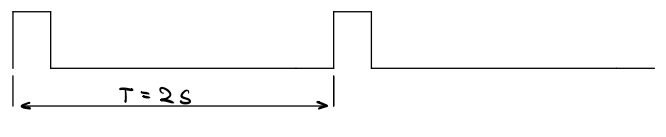 T = 2s